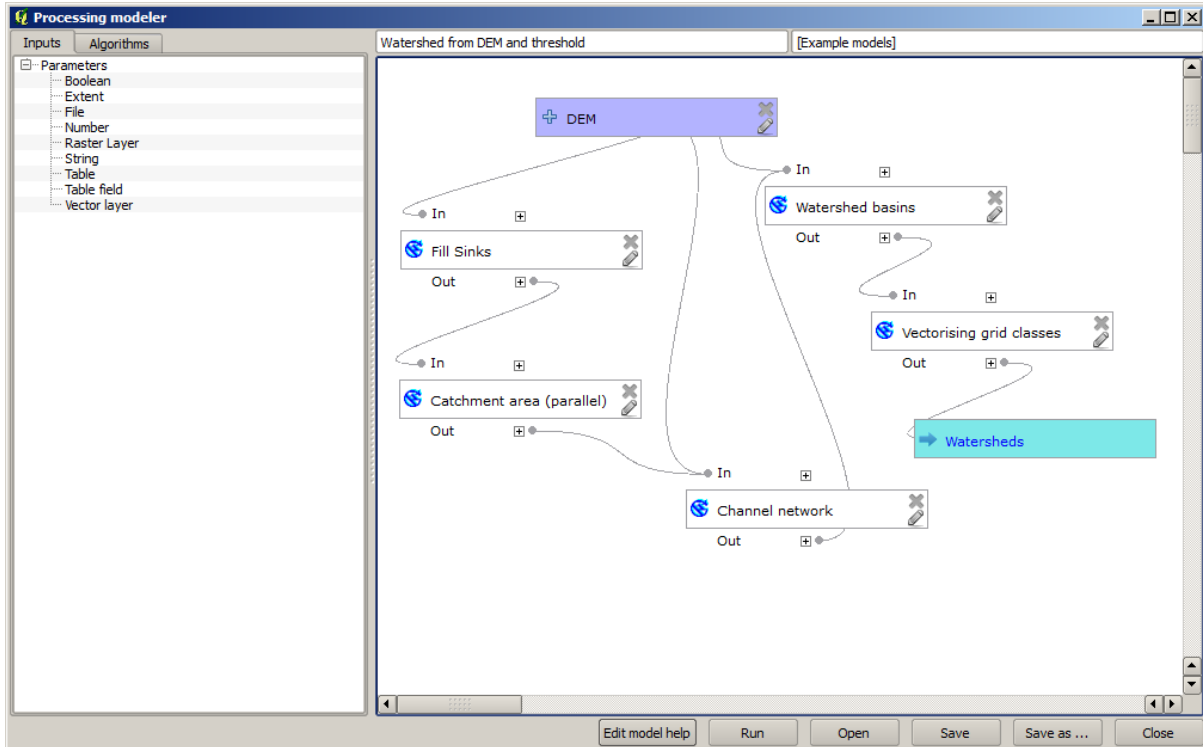 Processing modeler
Inputs
Algorithms
Watershed from DEM and threshold
[Example models]
Parameters
Boolean
Extent
File
Number
Raster Layer
String
Table
Table field
Vector layer
DEM
In
Watershed basins
Out
In
Fill Sinks
Out
In
Vectorising grid classes
Out
In
Catchment area (parallel)
Out
Watersheds
In
Channel network
Out
Edit model help
Run
Open
Save
Save as ...
Close